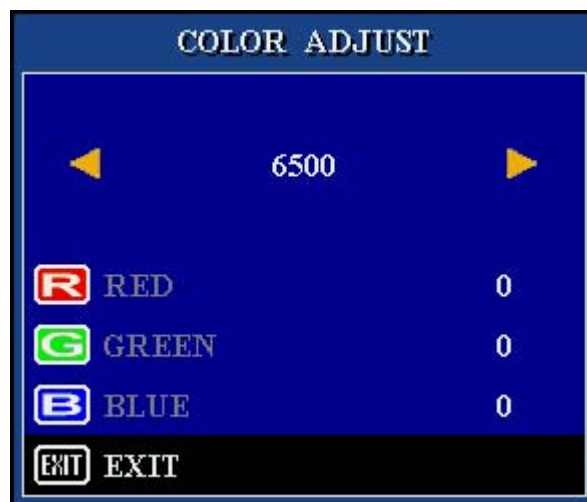 COLOR ADJUST
6500
R RED 0
G GREEN 0
B BLUE 0
EXIT EXIT